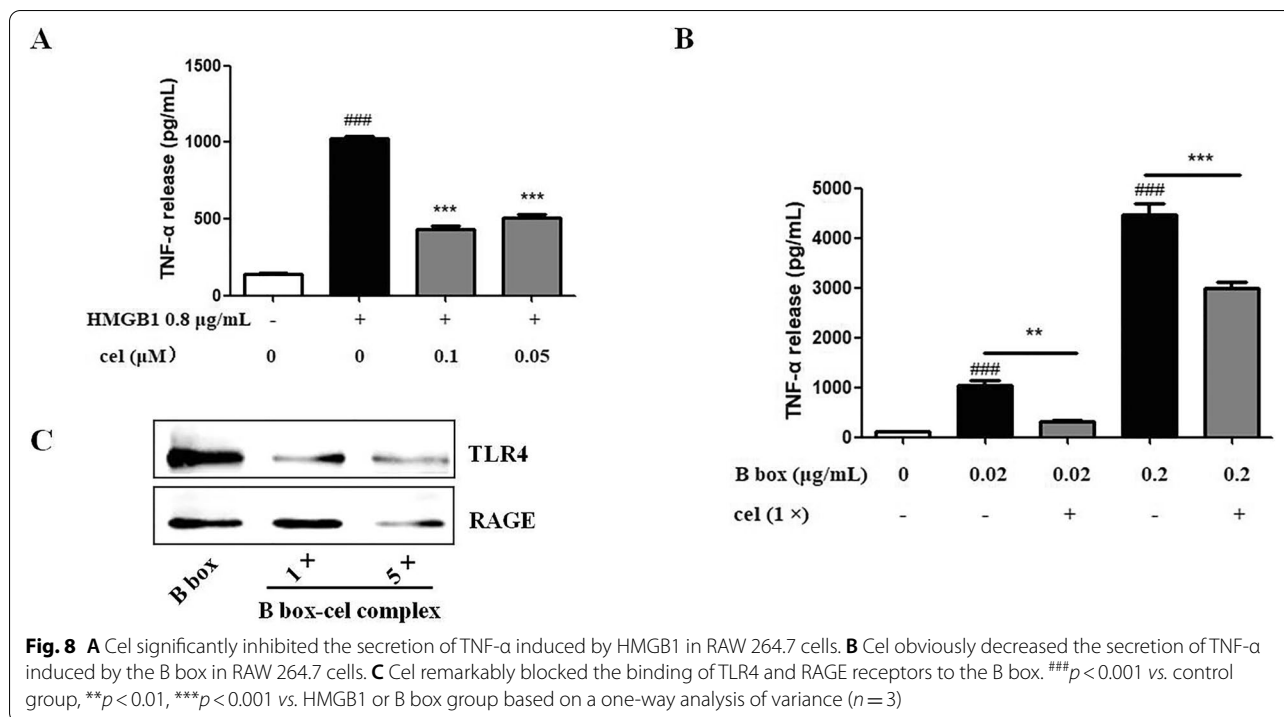 A
TNF-α release (pg/mL)
1500
1000
500
0
###
***
***
HMGB1 0.8 μg/mL - + + +
cel (μM） 0 0 0.1 0.05
B
TNF-α release (pg/mL)
5000
4000
3000
2000
1000
0
###
**
###
***
B box (μg/mL) 0 0.02 0.02 0.2 0.2
cel (1 ×) - - + - +
C
TLR4
RAGE
B box 1 + 5 +
B box-cel complex
Fig. 8 A Cel significantly inhibited the secretion of TNF-α induced by HMGB1 in RAW 264.7 cells. B Cel obviously decreased the secretion of TNF-α
induced by the B box in RAW 264.7 cells. C Cel remarkably blocked the binding of TLR4 and RAGE receptors to the B box. ###p < 0.001 vs. control
group, **p < 0.01, ***p < 0.001 vs. HMGB1 or B box group based on a one-way analysis of variance (n = 3)